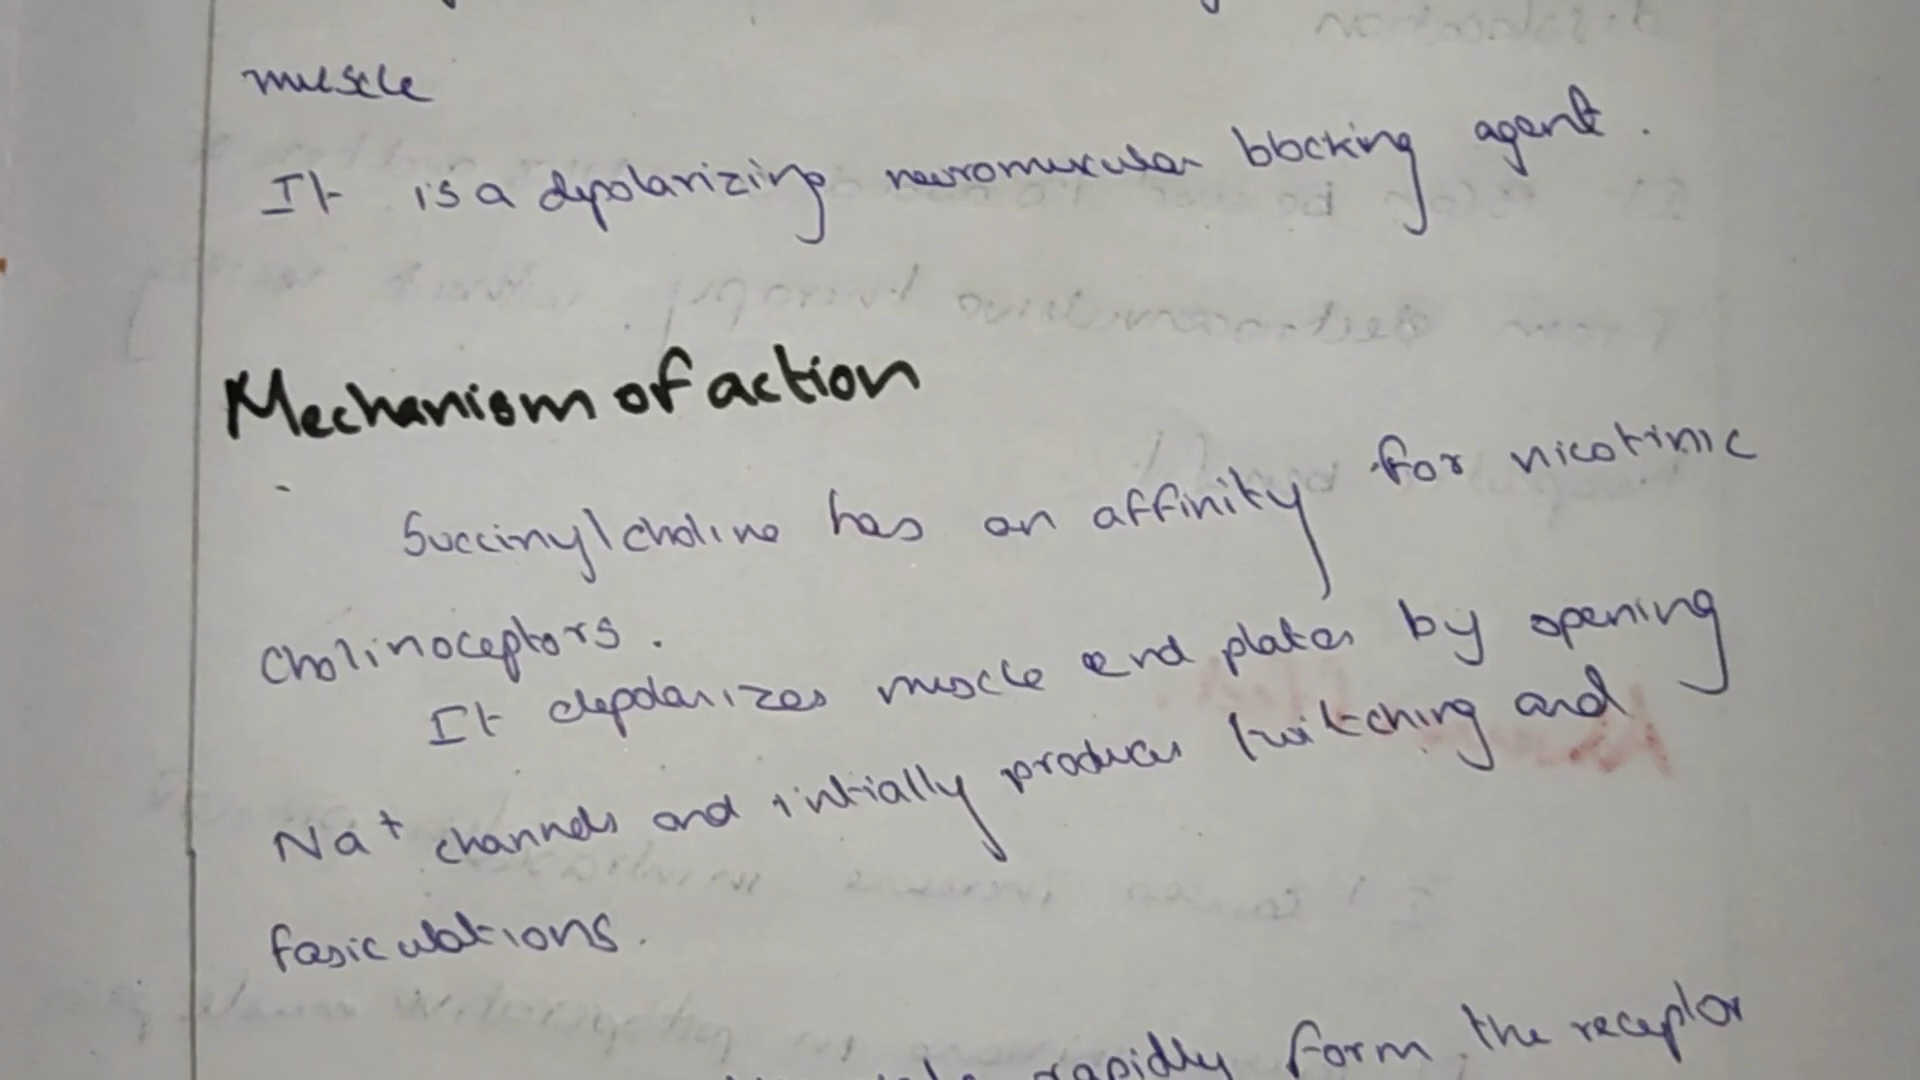 muscle
It is a depolarizing neuromuscular blocking agent.
Mechanism of action
Succinylcholine has an affinity for nicotinic
cholinoceptors.
It depolarizes muscle end plates by opening
Na+ channels and initially produces twitching and
fasiculations.
rapidly form the receptor